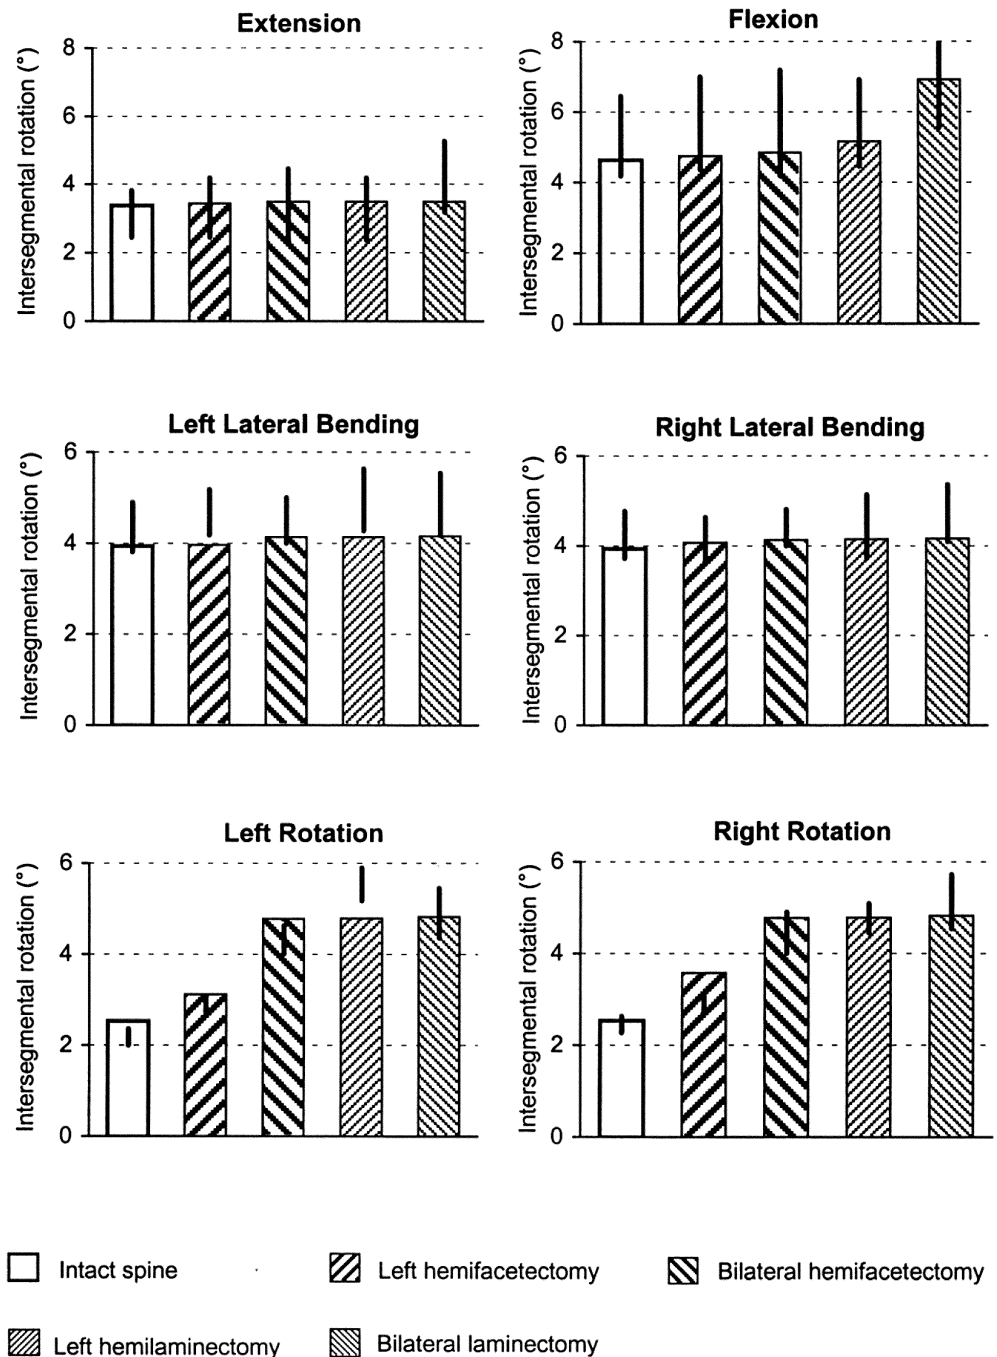 Extension
Intersegmental rotation (°)
8
6
4
2
0
Flexion
Intersegmental rotation (°)
8
6
4
2
0
Left Lateral Bending
Intersegmental rotation (°)
6
4
2
0
Right Lateral Bending
Intersegmental rotation (°)
6
4
2
0
Left Rotation
Intersegmental rotation (°)
6
4
2
0
Right Rotation
Intersegmental rotation (°)
6
4
2
0
Intact spine
Left hemifacetectomy
Bilateral hemifacetectomy
Left hemilaminectomy
Bilateral laminectomy